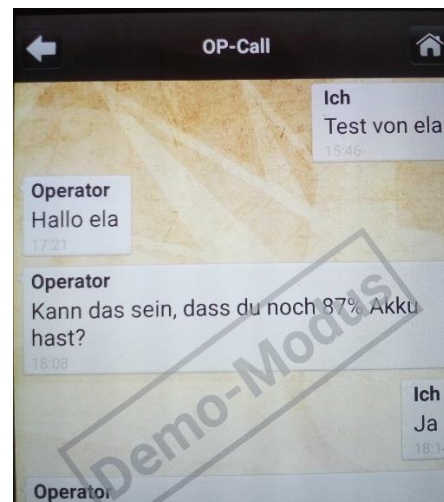 OP-Call
Ich
Test von ela
15:46
Operator
Hallo ela
17:21
Operator
Kann das sein, dass du noch 87% Akku
hast?
18:08
Demo-Modus
Ich
Ja
Operator